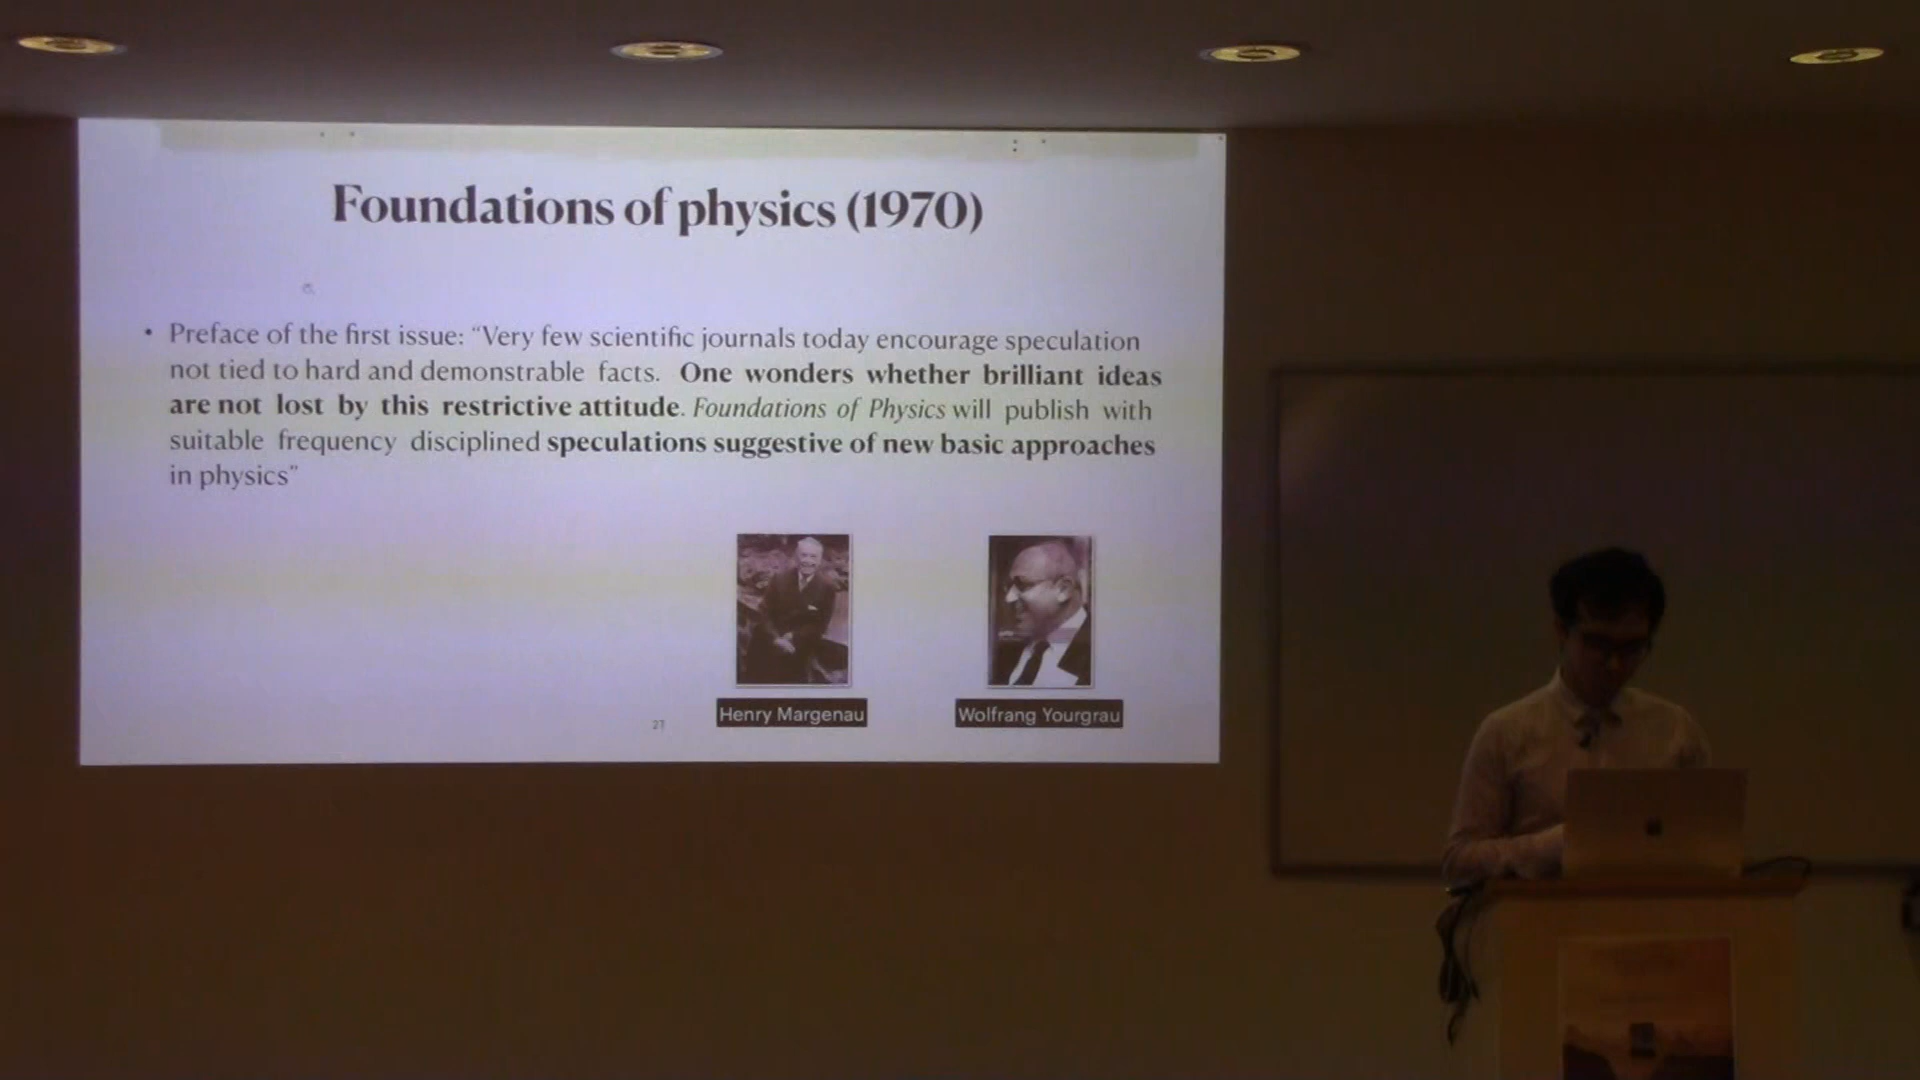 Foundations of physics (1970)
• Preface of the first issue: “Very few scientific journals today encourage speculation
not tied to hard and demonstrable facts. One wonders whether brilliant ideas
are not lost by this restrictive attitude. Foundations of Physics will publish with
suitable frequency disciplined speculations suggestive of new basic approaches
in physics”
Henry Margenau
Wolfrang Yourgrau
27